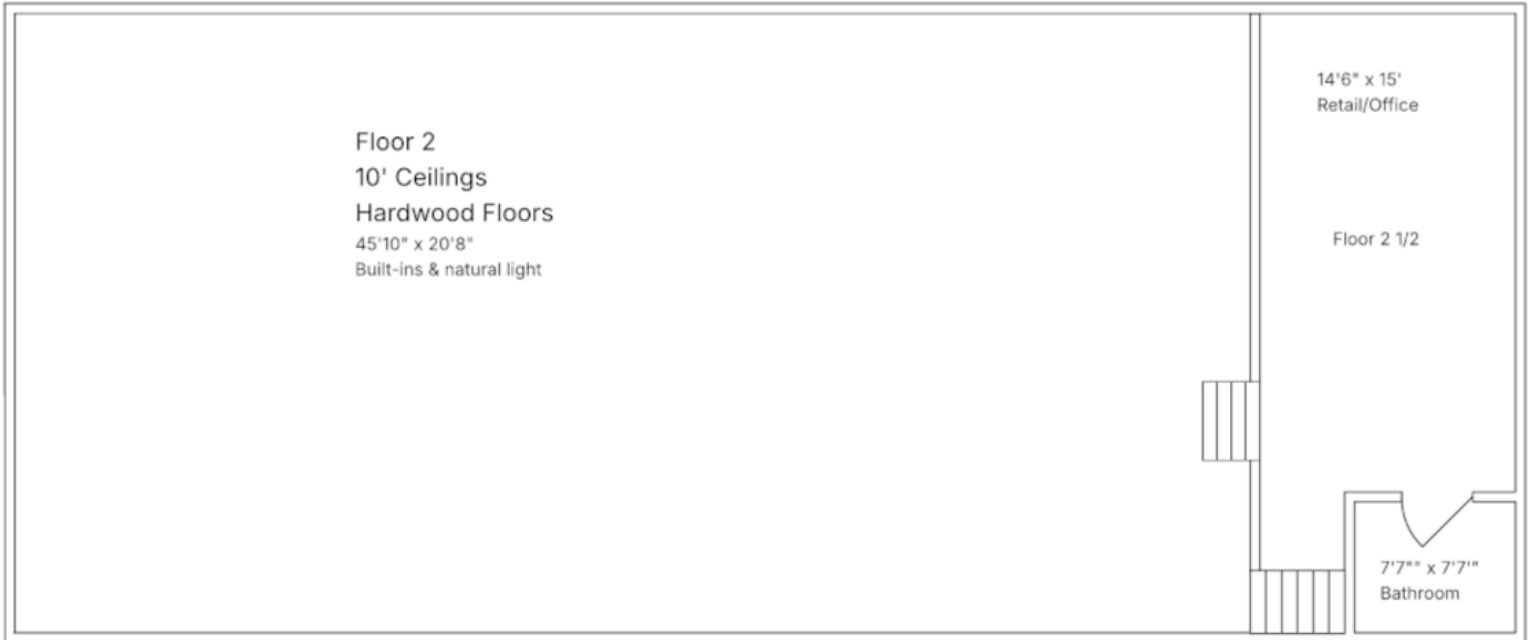 Floor 2
10' Ceilings
Hardwood Floors
45'10" x 20'8"
Built-ins & natural light
14'6" x 15'
Retail/Office
Floor 2 1/2
7'7"" x 7'7'"
Bathroom